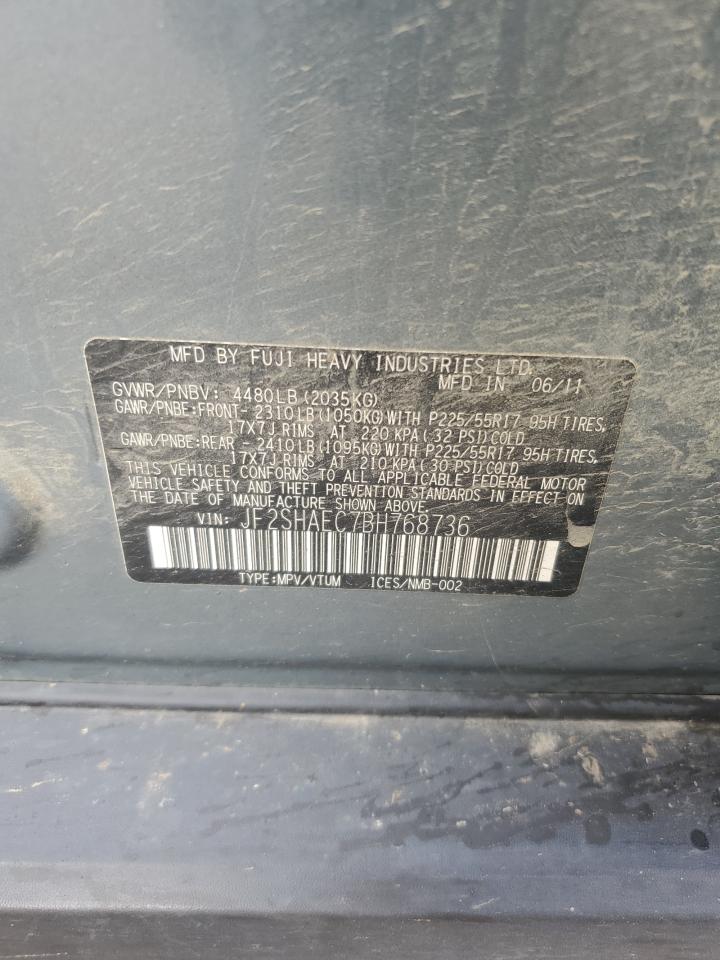 MFD BY FUJI HEAVY INDUSTRIES LTD.
MFD IN 06/11
GVWR/PNBV: 4480LB(2035KG)
GAWR/PNBE:FRONT- 2310LB(1050KG)WITH P225/55R17 95H TIRES,
17X7J RIMS AT 220 KPA(32 PSI)COLD
GAWR/PNBE:REAR - 2410LB(1095KG)WITH P225/55R17 95H TIRES,
17X7J RIMS AT 210 KPA(30 PSI)COLD
THIS VEHICLE CONFORMS TO ALL APPLICABLE FEDERAL MOTOR
VEHICLE SAFETY AND THEFT PREVENTION STANDARDS IN EFFECT ON
THE DATE OF MANUFACTURE SHOWN ABOVE.
VIN: JF2SHAEC7BH768736
TYPE:MPV/VTUM ICES/NMB-002